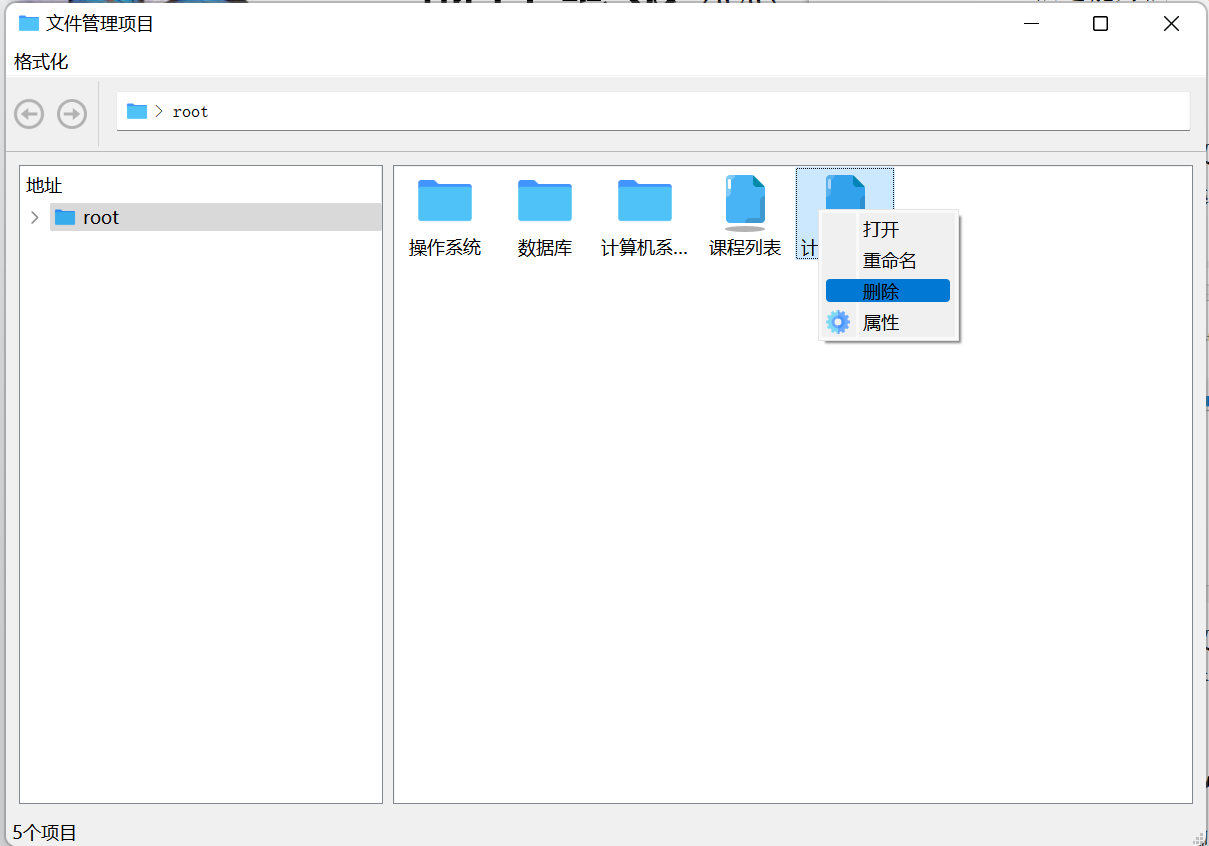 文件管理项目
格式化
root
地址
root
操作系统
数据库
计算机系...
课程列表
计
打开
重命名
删除
属性
5个项目